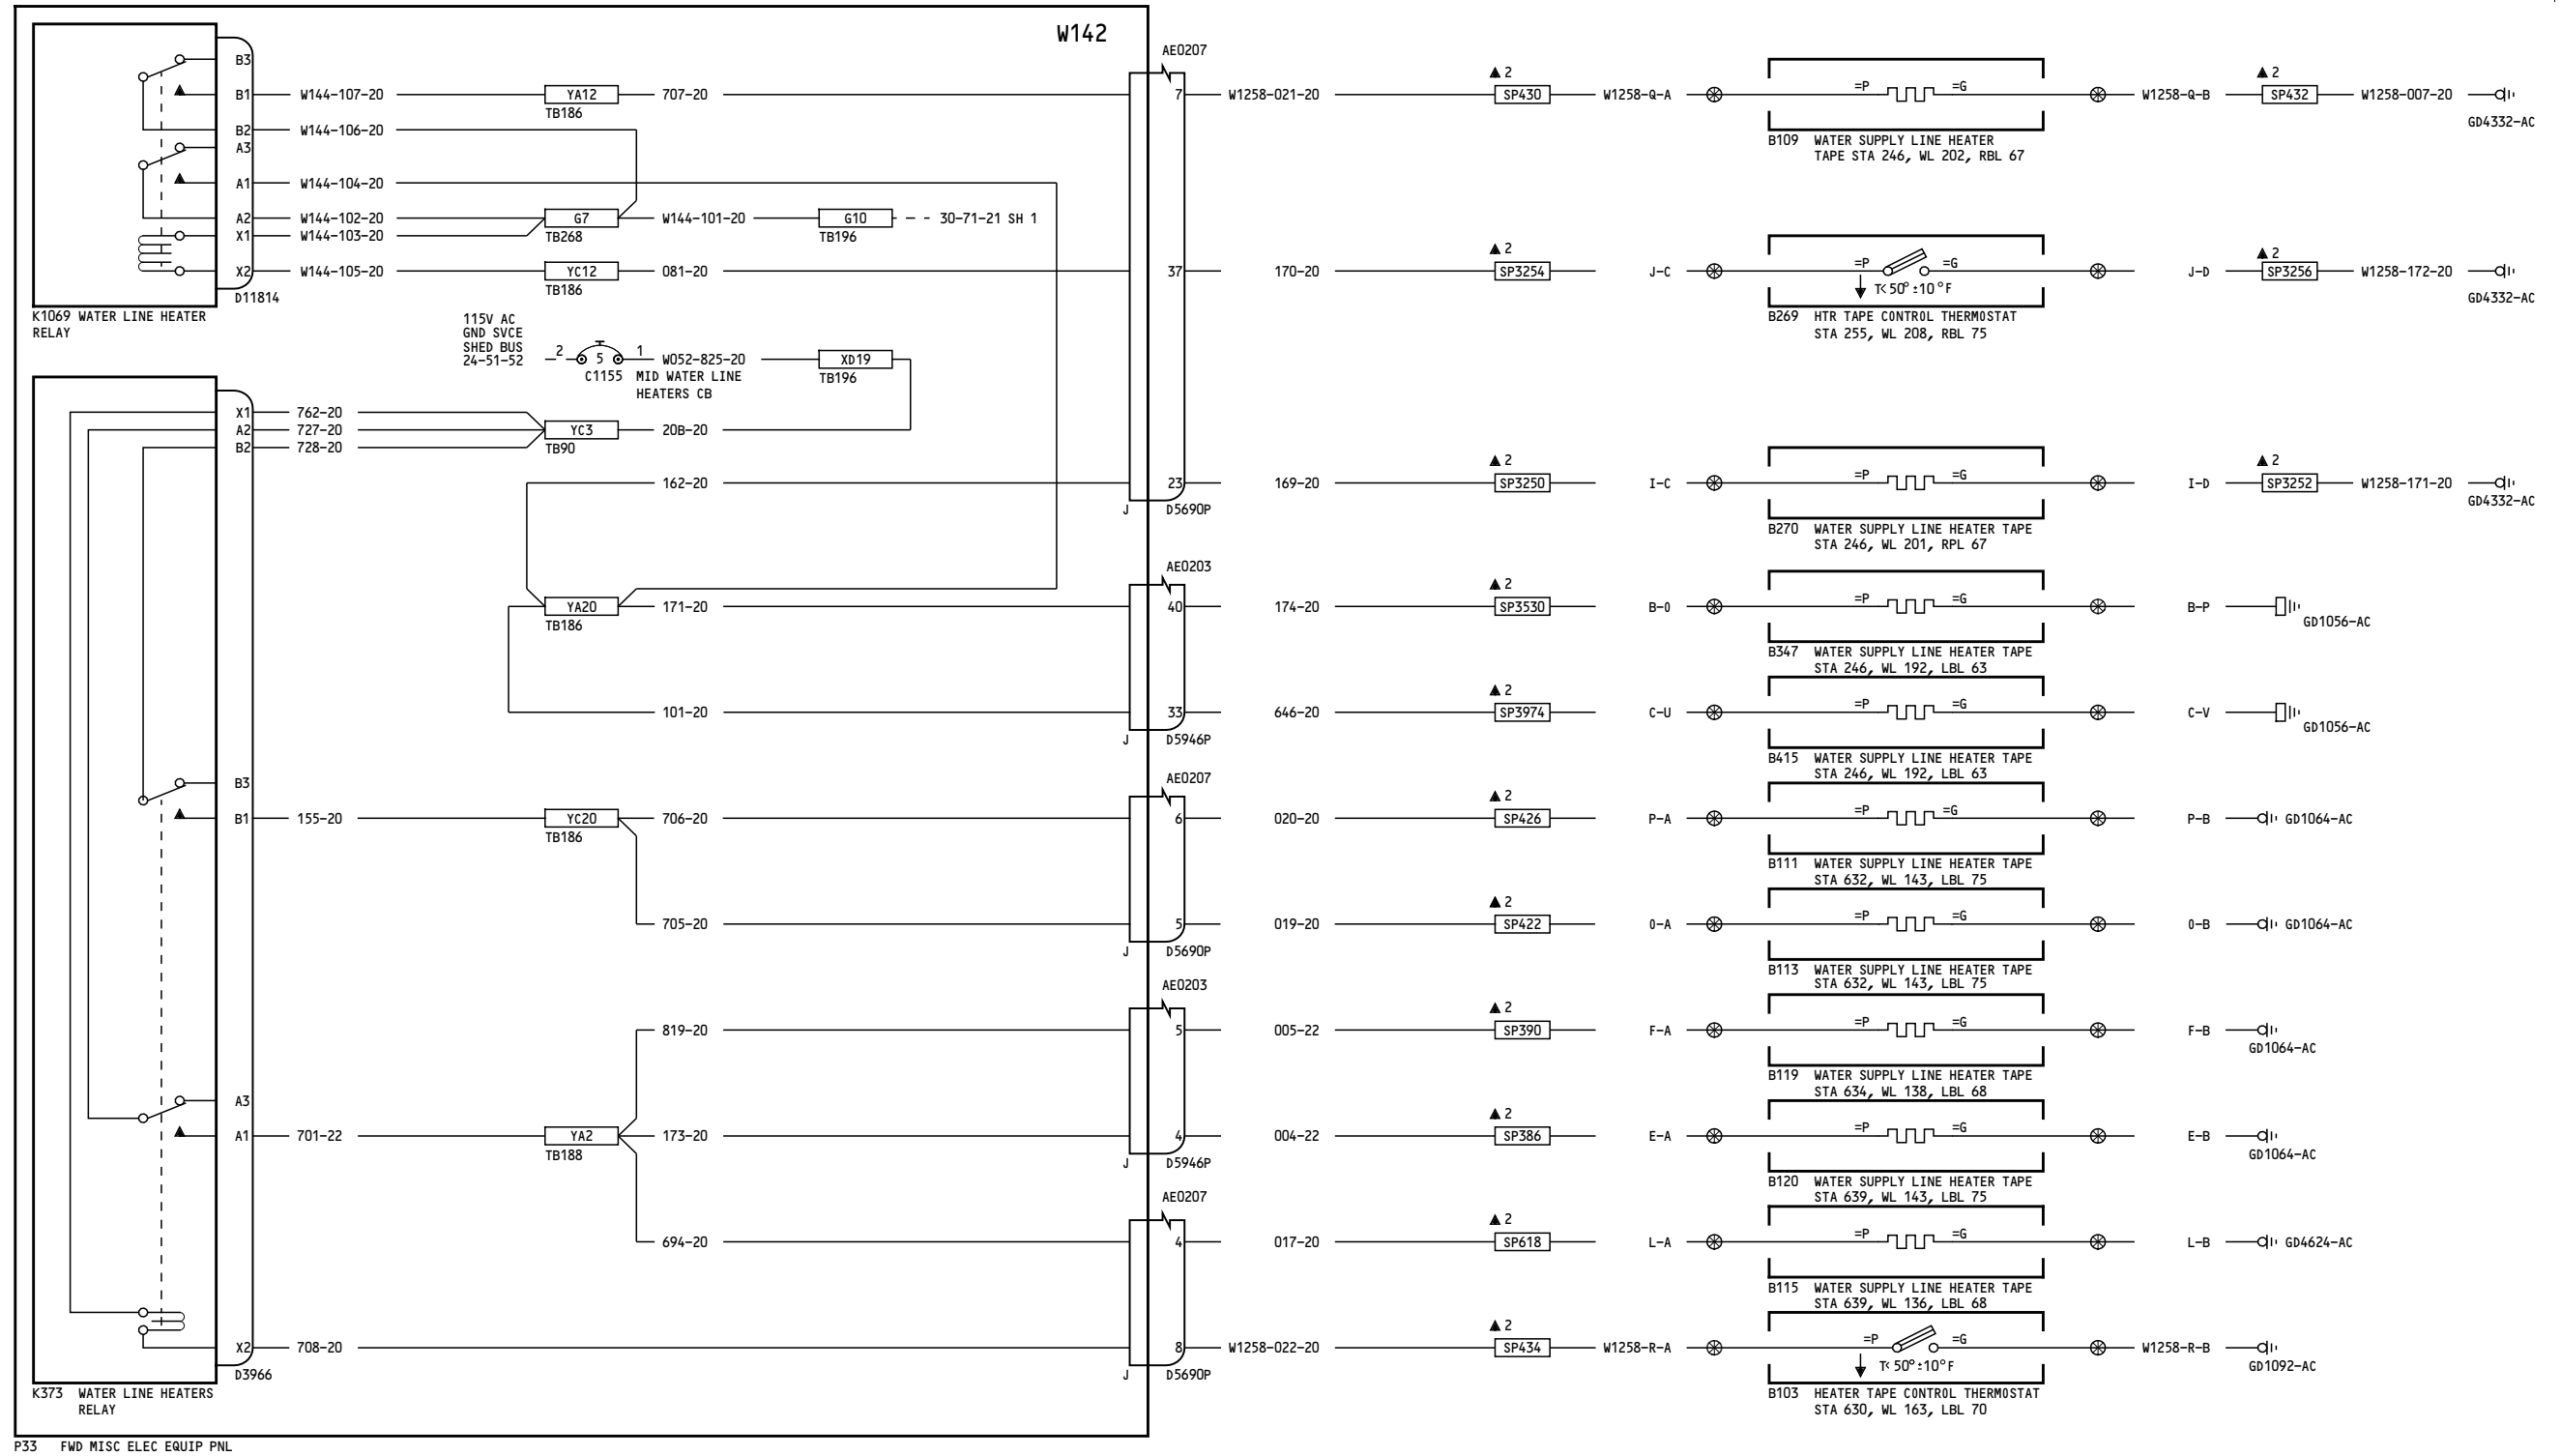 W142
AE0207
B3
B1 W144-107-20 YA12 707-20 7 W1258-021-20 ▲ 2 SP430 W1258-Q-A =P =G W1258-Q-B ▲ 2 SP432 W1258-007-20
TB186
GD4332-AC
B2 W144-106-20
B109 WATER SUPPLY LINE HEATER
TAPE STA 246, WL 202, RBL 67
A3
A1 W144-104-20
A2 W144-102-20 G7 W144-101-20 G10 30-71-21 SH 1
X1 W144-103-20 TB268 TB196
X2 W144-105-20 YC12 081-20 37 170-20 ▲ 2 SP3254 J-C =P =G J-D ▲ 2 SP3256 W1258-172-20
TB186
T< 50° ±10 °F
D11814
GD4332-AC
K1069 WATER LINE HEATER
RELAY
B269 HTR TAPE CONTROL THERMOSTAT
STA 255, WL 208, RBL 75
115V AC
GND SVCE
SHED BUS
24-51-52 2 5 1 W052-825-20 XD19
C1155 MID WATER LINE
HEATERS CB
TB196
X1 762-20
A2 727-20 YC3 20B-20
B2 728-20 TB90
162-20 23 169-20 ▲ 2 SP3250 I-C =P =G I-D ▲ 2 SP3252 W1258-171-20
J D5690P
GD4332-AC
B270 WATER SUPPLY LINE HEATER TAPE
STA 246, WL 201, RPL 67
AE0203
YA20 171-20 40 174-20 ▲ 2 SP3530 B-0 =P =G B-P
TB186
GD1056-AC
B347 WATER SUPPLY LINE HEATER TAPE
STA 246, WL 192, LBL 63
101-20 33 646-20 ▲ 2 SP3974 C-U =P =G C-V
J D5946P
GD1056-AC
B415 WATER SUPPLY LINE HEATER TAPE
STA 246, WL 192, LBL 63
AE0207
B3
B1 155-20 YC20 706-20 6 020-20 ▲ 2 SP426 P-A =P =G P-B GD1064-AC
TB186
B111 WATER SUPPLY LINE HEATER TAPE
STA 632, WL 143, LBL 75
705-20 5 019-20 ▲ 2 SP422 0-A =P =G 0-B GD1064-AC
J D5690P
B113 WATER SUPPLY LINE HEATER TAPE
STA 632, WL 143, LBL 75
AE0203
819-20 5 005-22 ▲ 2 SP390 F-A =P =G F-B
GD1064-AC
B119 WATER SUPPLY LINE HEATER TAPE
STA 634, WL 138, LBL 68
A3
A1 701-22 YA2 173-20 4 004-22 ▲ 2 SP386 E-A =P =G E-B
TB188
J D5946P
GD1064-AC
B120 WATER SUPPLY LINE HEATER TAPE
STA 639, WL 143, LBL 75
AE0207
694-20 4 017-20 ▲ 2 SP618 L-A =P =G L-B GD4624-AC
B115 WATER SUPPLY LINE HEATER TAPE
STA 639, WL 136, LBL 68
X2 708-20 8 W1258-022-20 ▲ 2 SP434 W1258-R-A =P =G W1258-R-B
T< 50° ±10°F
GD1092-AC
D3966
J D5690P
K373 WATER LINE HEATERS
RELAY
B103 HEATER TAPE CONTROL THERMOSTAT
STA 630, WL 163, LBL 70
P33 FWD MISC ELEC EQUIP PNL